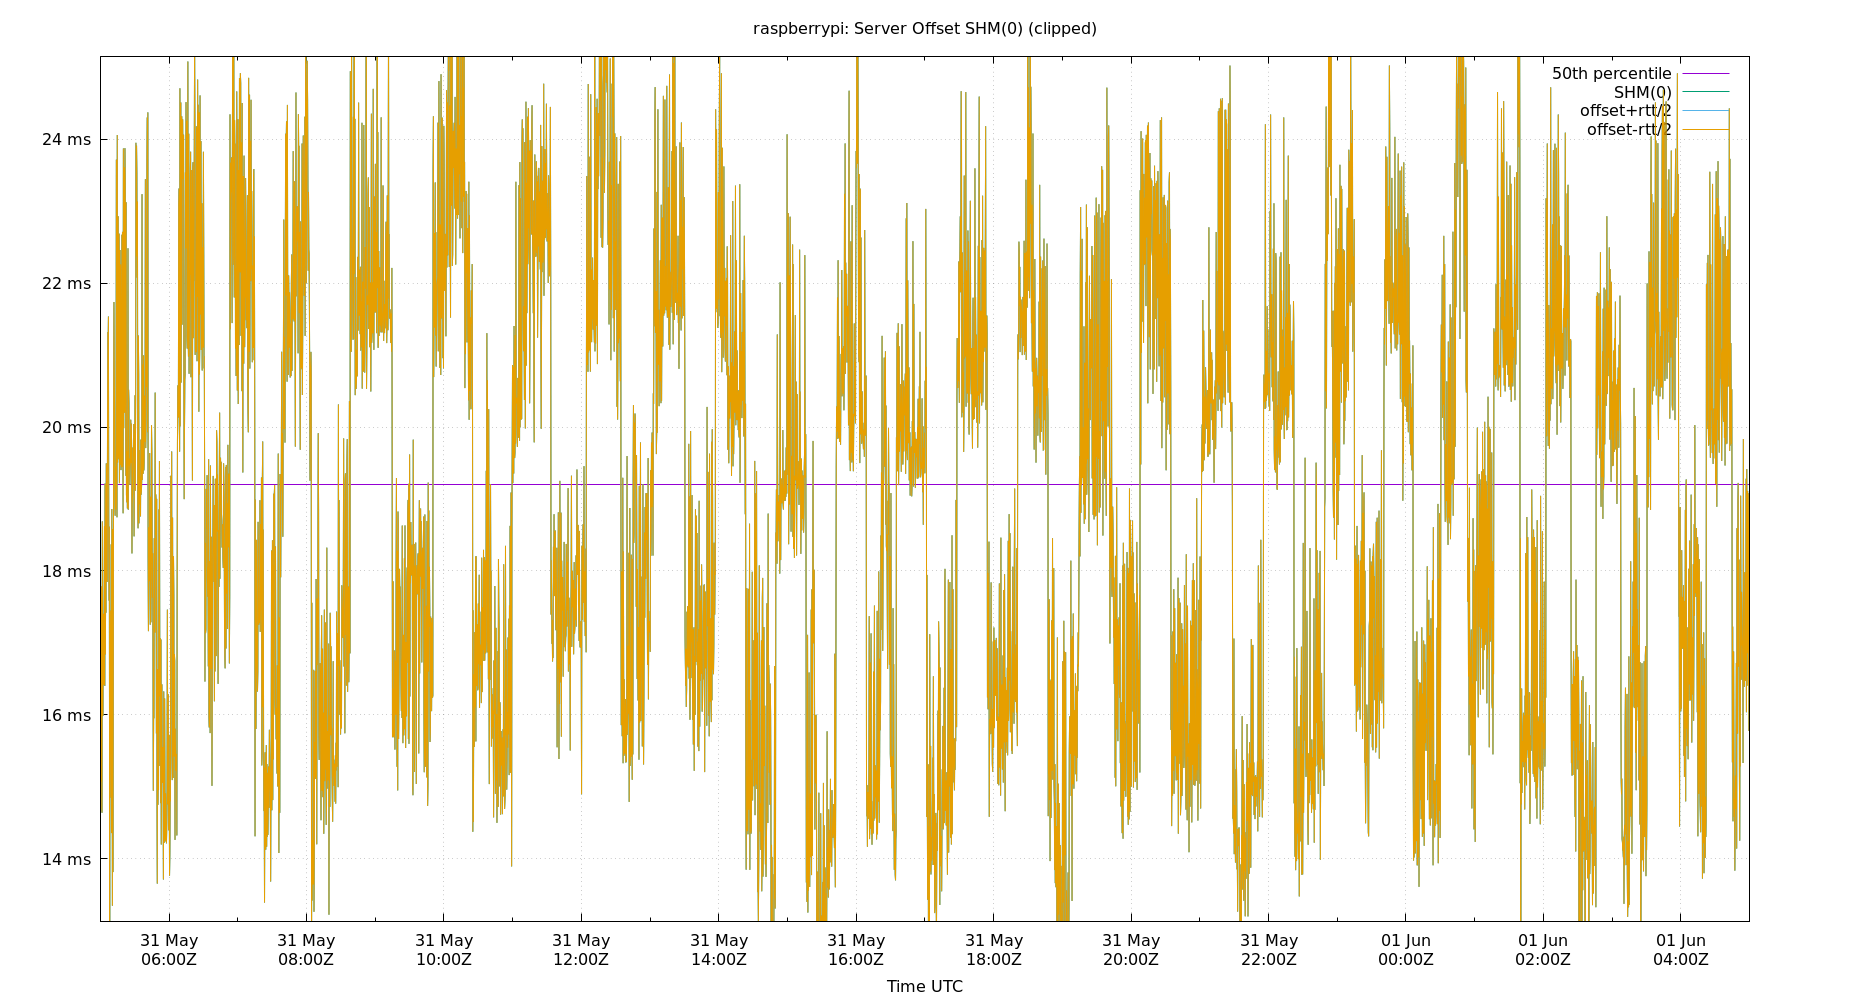 raspberrypi: Server Offset SHM(0) (clipped)
50th percentile
SHM(0)
offset+rtt/2
offset-rtt/2
24 ms
22 ms
20 ms
18 ms
16 ms
14 ms
31 May 31 May 31 May 31 May 31 May 31 May 31 May 31 May 31 May 01 Jun 01 Jun 01 Jun
06:00Z 08:00Z 10:00Z 12:00Z 14:00Z 16:00Z 18:00Z 20:00Z 22:00Z 00:00Z 02:00Z 04:00Z
Time UTC